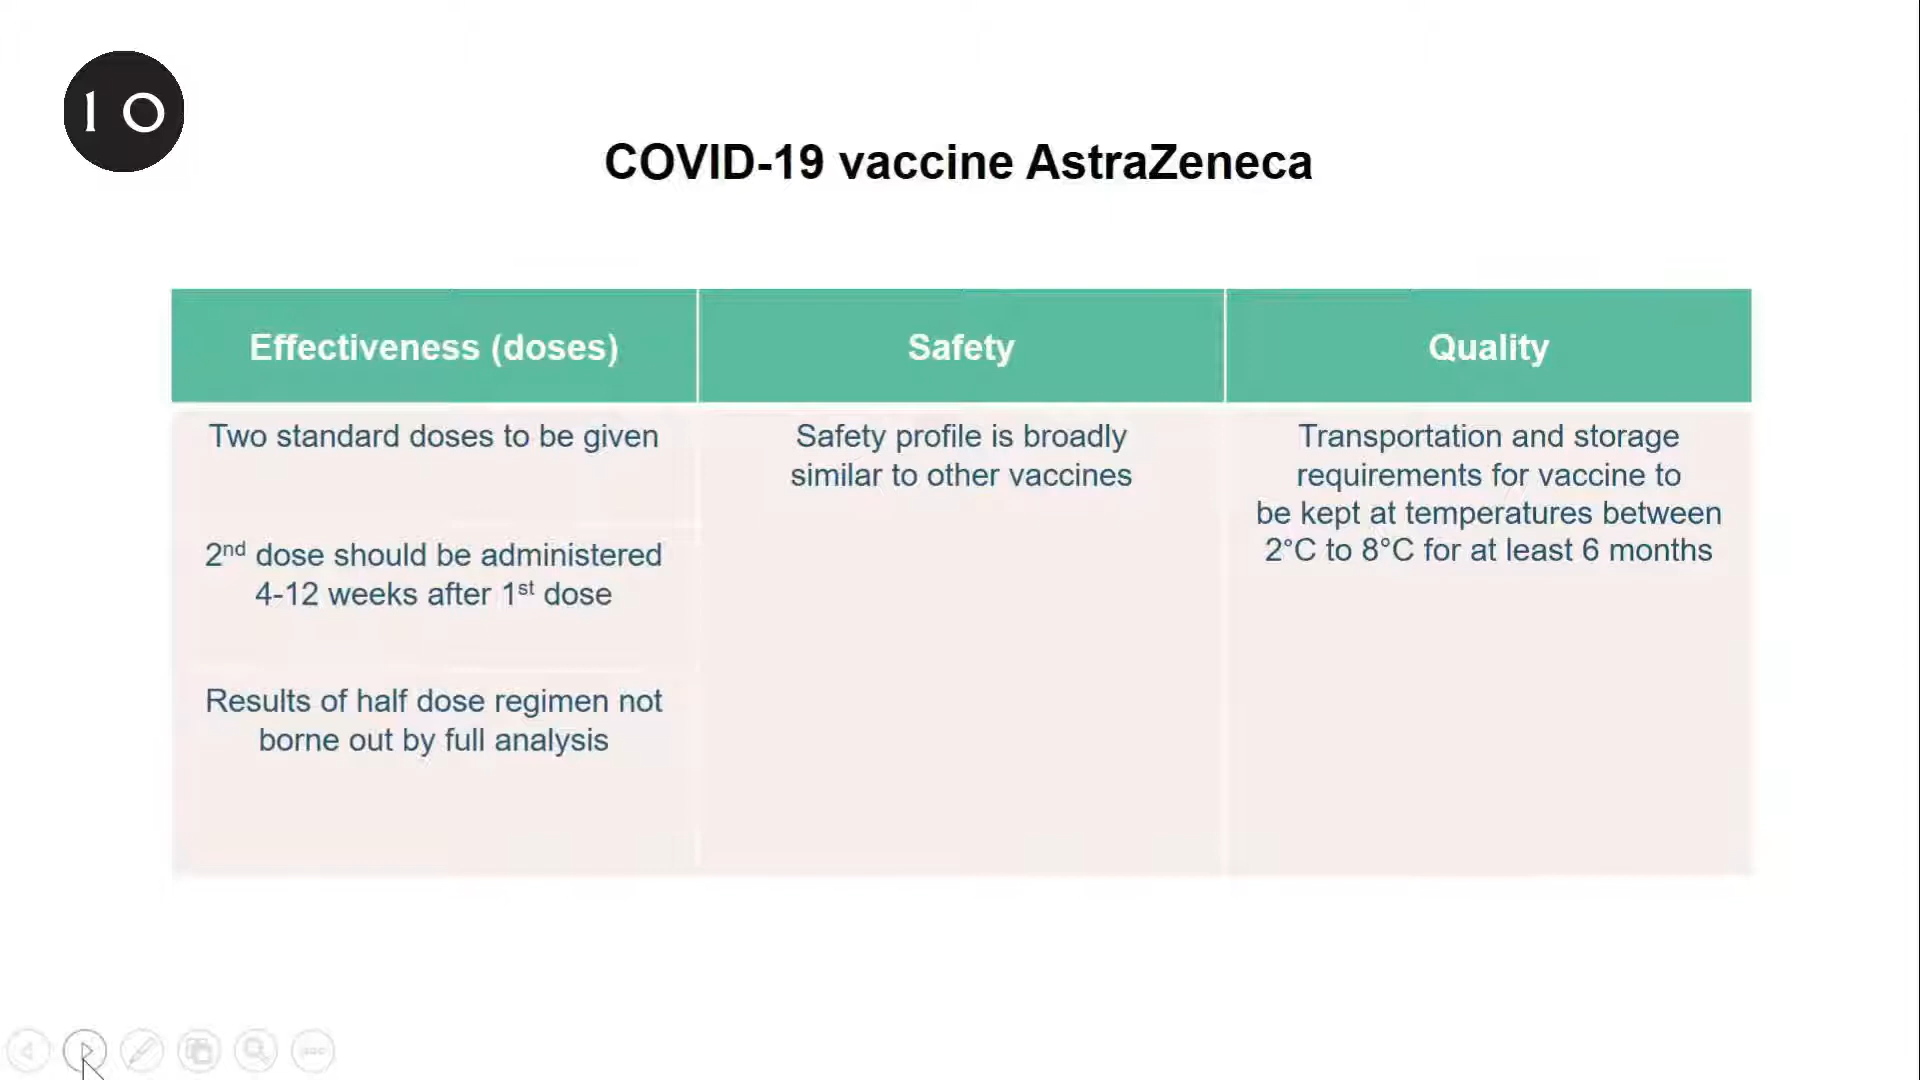 10
COVID-19 vaccine AstraZeneca
Effectiveness (doses)
Safety
Quality
Two standard doses to be given
2nd dose should be administered
4-12 weeks after 1st dose
Results of half dose regimen not
borne out by full analysis
Safety profile is broadly
similar to other vaccines
Transportation and storage
requirements for vaccine to
be kept at temperatures between
2°C to 8°C for at least 6 months